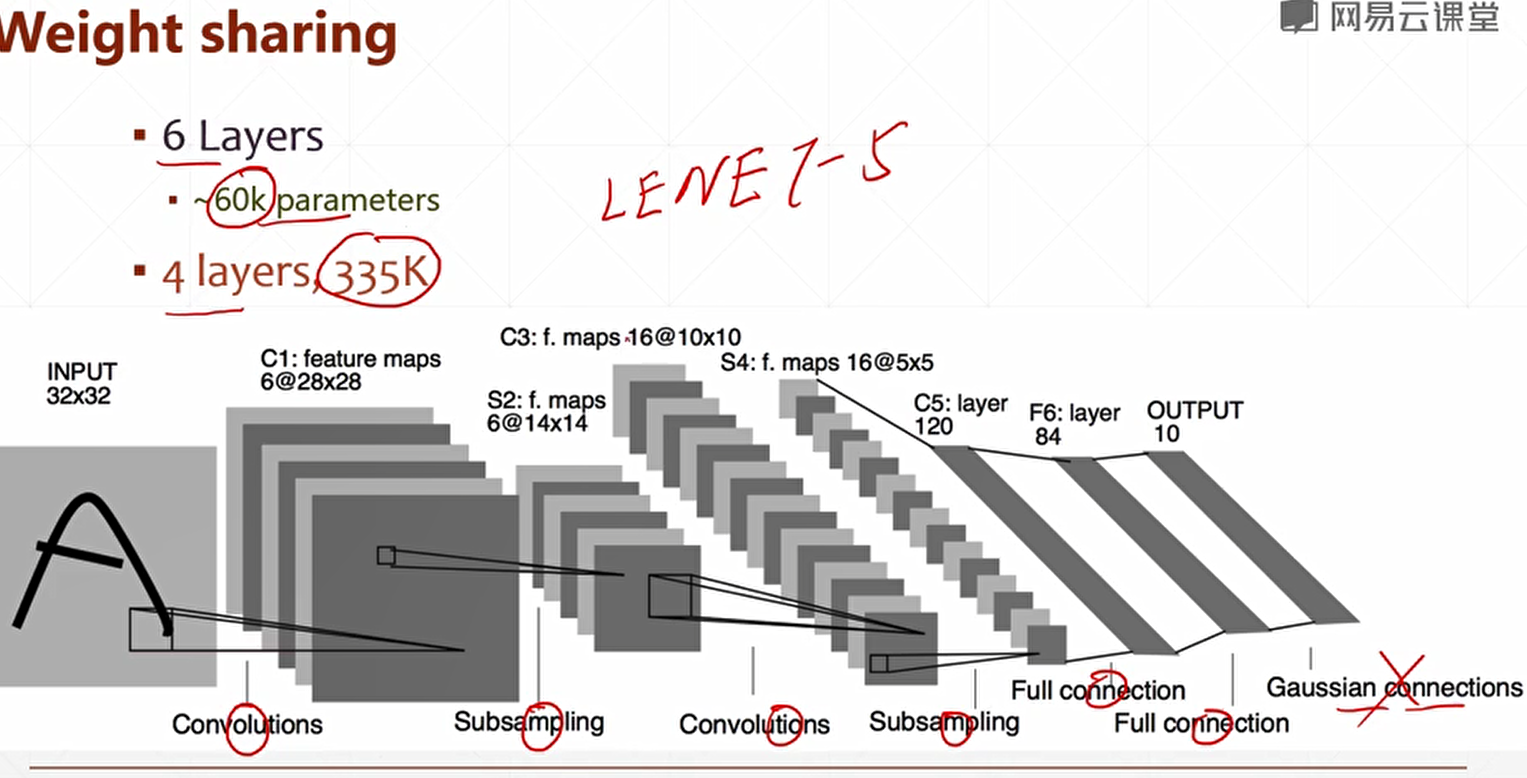 Weight sharing
网易云课堂
6 Layers
~60k parameters
4 layers, 335K
LENET-5
INPUT
32x32
C1: feature maps
6@28x28
C3: f. maps 16@10x10
S2: f. maps
6@14x14
S4: f. maps 16@5x5
C5: layer
120
F6: layer
84
OUTPUT
10
Convolutions
Subsampling
Convolutions
Subsampling
Full connection
Full connection
Gaussian connections